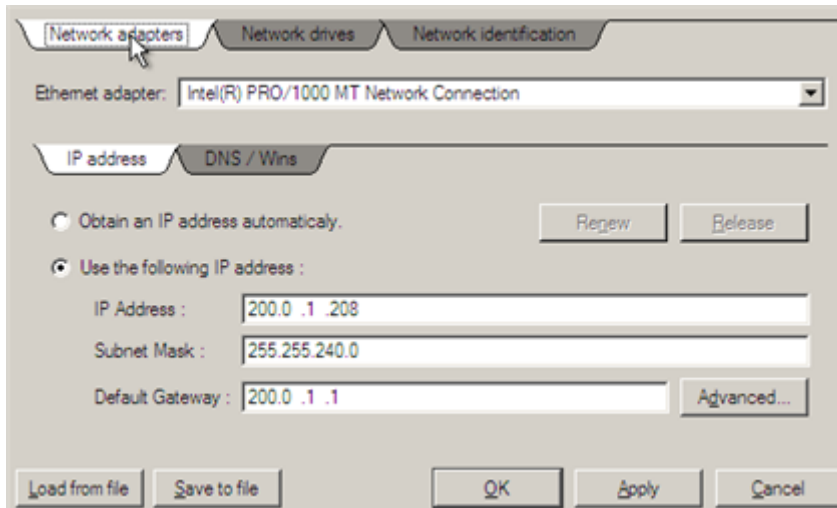 Network adapters Network drives Network identification
Ethernet adapter: Intel(R) PRO/1000 MT Network Connection
IP address DNS / Wins
Obtain an IP address automaticaly. Renew Release
Use the following IP address :
IP Address : 200.0 .1 .208
Subnet Mask : 255.255.240.0
Default Gateway : 200.0 .1 .1 Advanced...
Load from file Save to file OK Apply Cancel